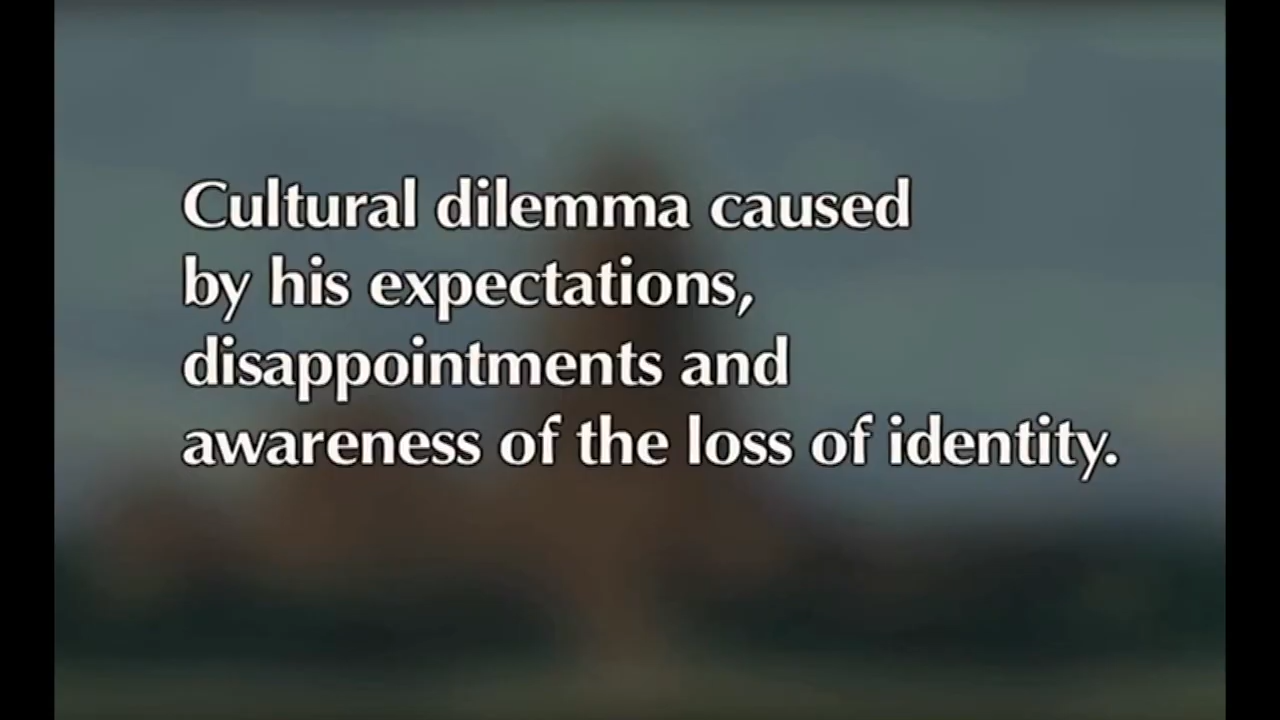 Cultural dilemma caused
by his expectations,
disappointments and
awareness of the loss of identity.